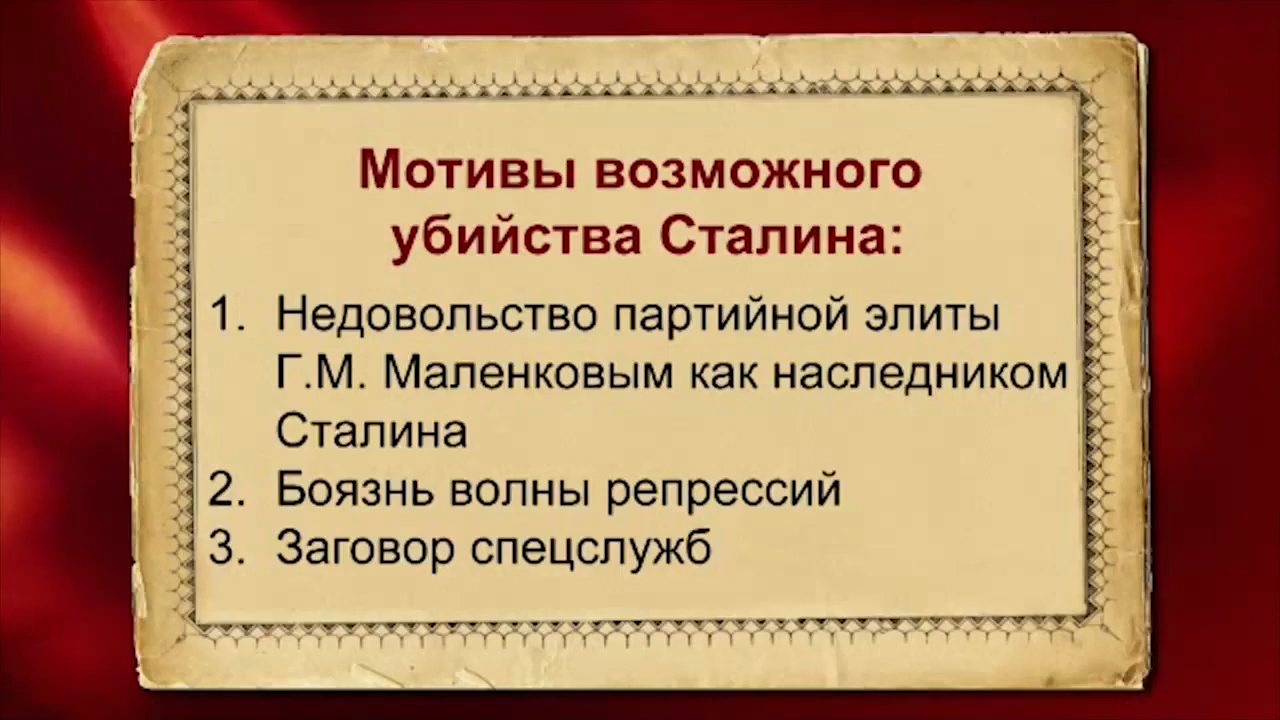 Мотивы возможного
убийства Сталина:
1. Недовольство партийной элиты
Г.М. Маленковым как наследником
Сталина
2. Боязнь волны репрессий
3. Заговор спецслужб